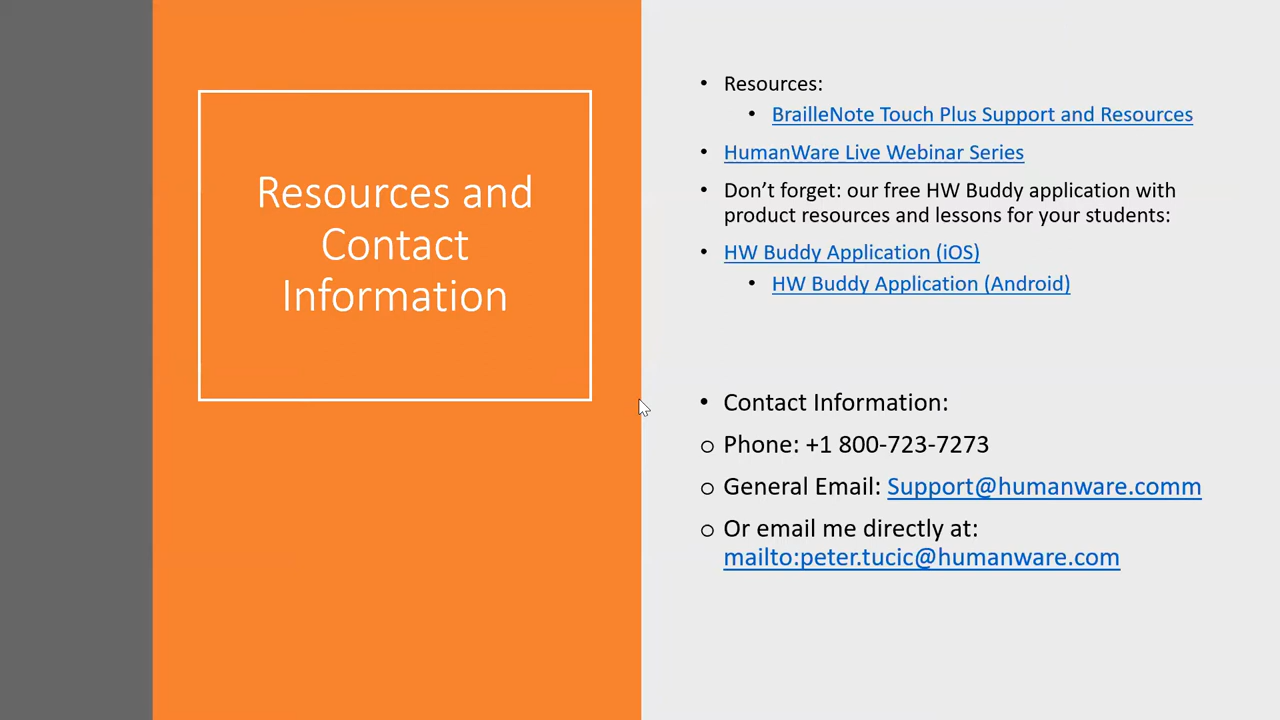 Resources and
Contact
Information
• Resources:
• BrailleNote Touch Plus Support and Resources
• HumanWare Live Webinar Series
• Don’t forget: our free HW Buddy application with
product resources and lessons for your students:
• HW Buddy Application (iOS)
• HW Buddy Application (Android)
• Contact Information:
o Phone: +1 800-723-7273
o General Email: Support@humanware.comm
o Or email me directly at:
mailto:peter.tucic@humanware.com